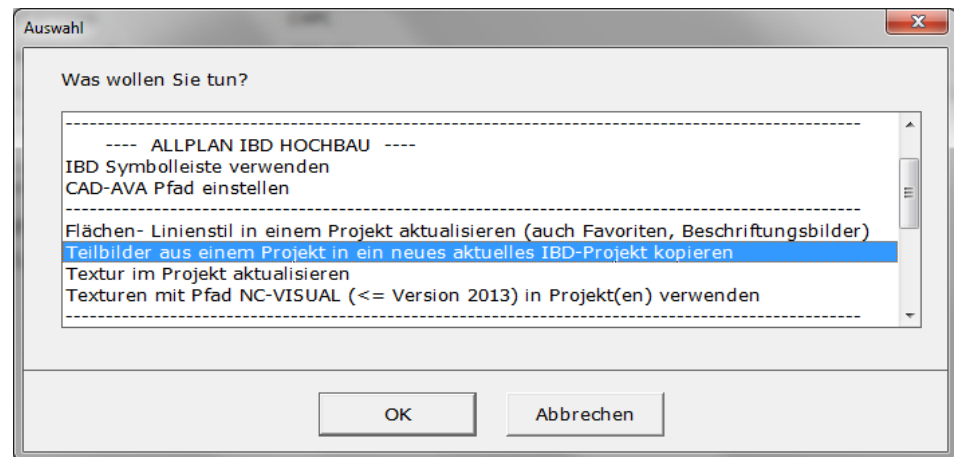 Auswahl
Was wollen Sie tun?
--------------------------------------------------------------------------------------------------
---- ALLPLAN IBD HOCHBAU ----
IBD Symbolleiste verwenden
CAD-AVA Pfad einstellen
--------------------------------------------------------------------------------------------------
Flächen- Linienstil in einem Projekt aktualisieren (auch Favoriten, Beschriftungsbilder)
Teilbilder aus einem Projekt in ein neues aktuelles IBD-Projekt kopieren
Textur im Projekt aktualisieren
Texturen mit Pfad NC-VISUAL (<= Version 2013) in Projekt(en) verwenden
--------------------------------------------------------------------------------------------------
OK
Abbrechen